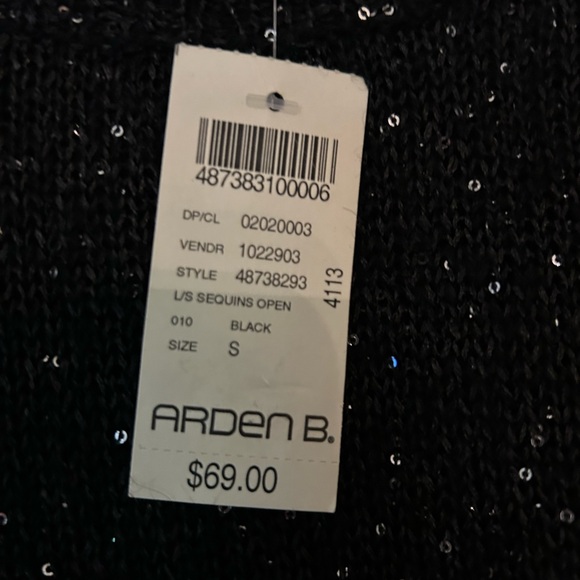 487383100006
DP/CL 02020003
VENDR 1022903
STYLE 48738293
4113
L/S SEQUINS OPEN
010 BLACK
SIZE S
ARDEN B.
$69.00